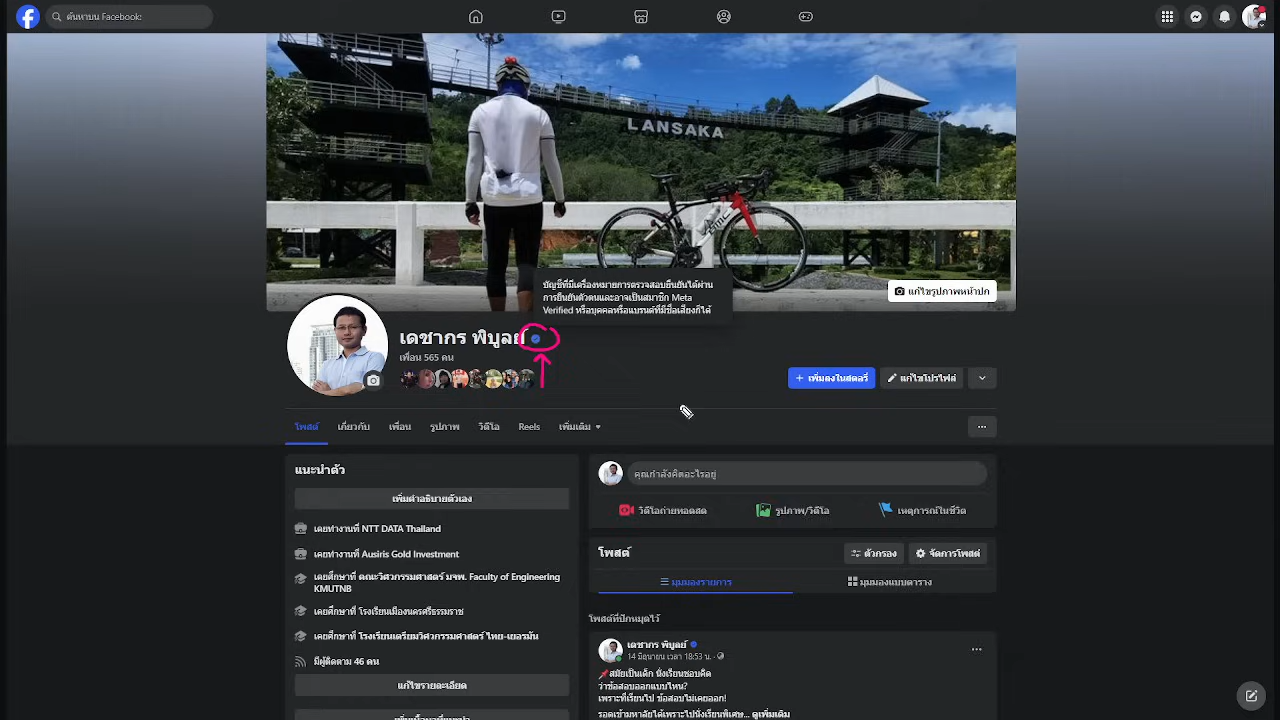 ค้นหาบน Facebook
LANSAKA
BMC
บัญชีที่มีเครื่องหมายการตรวจสอบยืนยันได้ผ่าน
การยืนยันตัวตนและอาจเป็นสมาชิก Meta
Verified หรือบุคคลหรือแบรนด์ที่มีชื่อเสียงก็ได้
แก้ไขรูปภาพหน้าปก
เดชากร พิบูลย์
เพื่อน 565 คน
+ เพิ่มลงในสตอรี่
แก้ไขโปรไฟล์
โพสต์ เกี่ยวกับ เพื่อน รูปภาพ วิดีโอ Reels เพิ่มเติม
แนะนำตัว
เพิ่มคำอธิบายตัวเอง
เคยทำงานที่ NTT DATA Thailand
เคยทำงานที่ Ausiris Gold Investment
เคยศึกษาที่ คณะวิศวกรรมศาสตร์ มจพ. Faculty of Engineering
KMUTNB
เคยศึกษาที่ โรงเรียนเมืองนครศรีธรรมราช
เคยศึกษาที่ โรงเรียนเตรียมวิศวกรรมศาสตร์ ไทย-เยอรมัน
มีผู้ติดตาม 46 คน
แก้ไขรายละเอียด
คุณกำลังคิดอะไรอยู่
วิดีโอถ่ายทอดสด รูปภาพ/วิดีโอ เหตุการณ์ในชีวิต
โพสต์ ตัวกรอง จัดการโพสต์
มุมมองรายการ มุมมองแบบตาราง
โพสต์ที่ปักหมุดไว้
เดชากร พิบูลย์
14 มิถุนายน เวลา 18:53 น.
📌สมัยเป็นเด็ก นั่งเรียนชอบคิด
ว่าข้อสอบออกแบบไหน?
เพราะที่เรียนไป ข้อสอบไม่เคยออก!
รอดเข้ามหาลัยได้เพราะไปนั่งเรียนพิเศษ... ดูเพิ่มเติม